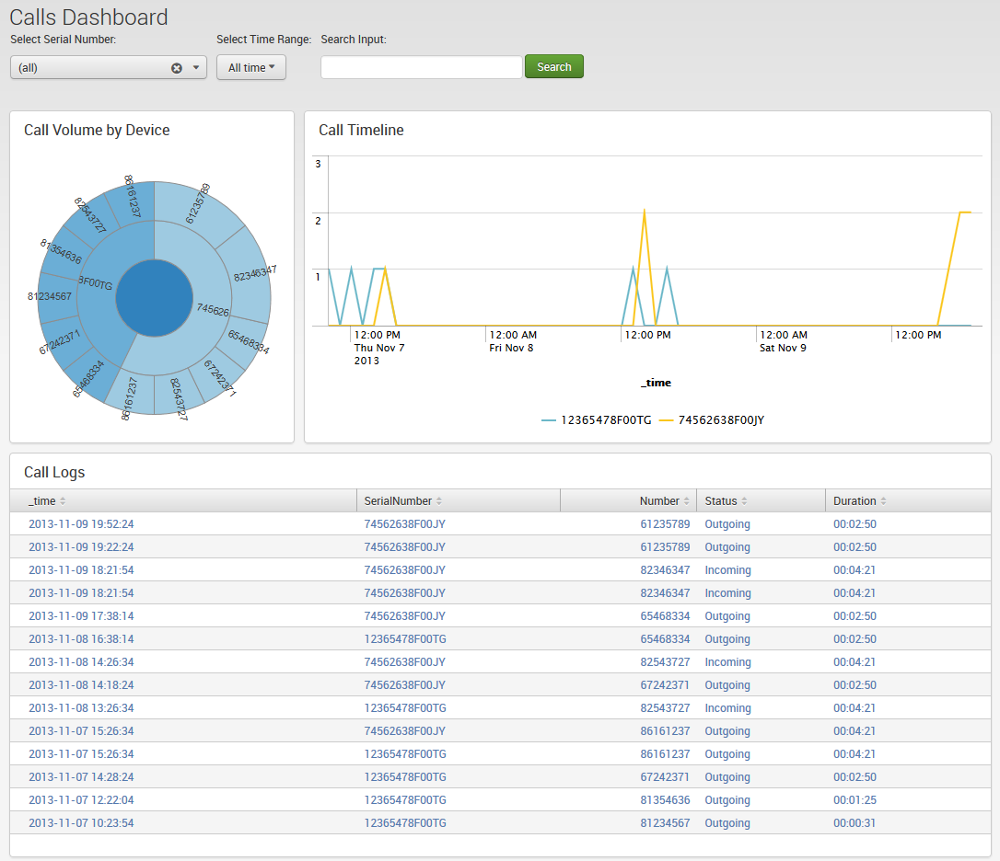 Calls Dashboard
Select Serial Number: Select Time Range: Search Input:
(all) All time Search
Call Volume by Device
86161237
61235789
82543727
82346347
81354636
3F00TG
81234567
745626
65468334
67242371
67242371
65468334
86161237
82543727
Call Timeline
3
2
1
12:00 PM 12:00 AM 12:00 PM 12:00 AM 12:00 PM
Thu Nov 7 Fri Nov 8 Sat Nov 9
2013
_time
12365478F00TG 74562638F00JY
Call Logs
_time SerialNumber Number Status Duration
2013-11-09 19:52:24 74562638F00JY 61235789 Outgoing 00:02:50
2013-11-09 19:22:24 74562638F00JY 61235789 Outgoing 00:02:50
2013-11-09 18:21:54 74562638F00JY 82346347 Incoming 00:04:21
2013-11-09 18:21:54 74562638F00JY 82346347 Incoming 00:04:21
2013-11-09 17:38:14 74562638F00JY 65468334 Outgoing 00:02:50
2013-11-08 16:38:14 12365478F00TG 65468334 Outgoing 00:02:50
2013-11-08 14:26:34 74562638F00JY 82543727 Incoming 00:04:21
2013-11-08 14:18:24 74562638F00JY 67242371 Outgoing 00:02:50
2013-11-08 13:26:34 12365478F00TG 82543727 Incoming 00:04:21
2013-11-07 15:26:34 74562638F00JY 86161237 Outgoing 00:04:21
2013-11-07 15:26:34 12365478F00TG 86161237 Outgoing 00:04:21
2013-11-07 14:28:24 12365478F00TG 67242371 Outgoing 00:02:50
2013-11-07 12:22:04 12365478F00TG 81354636 Outgoing 00:01:25
2013-11-07 10:23:54 12365478F00TG 81234567 Outgoing 00:00:31